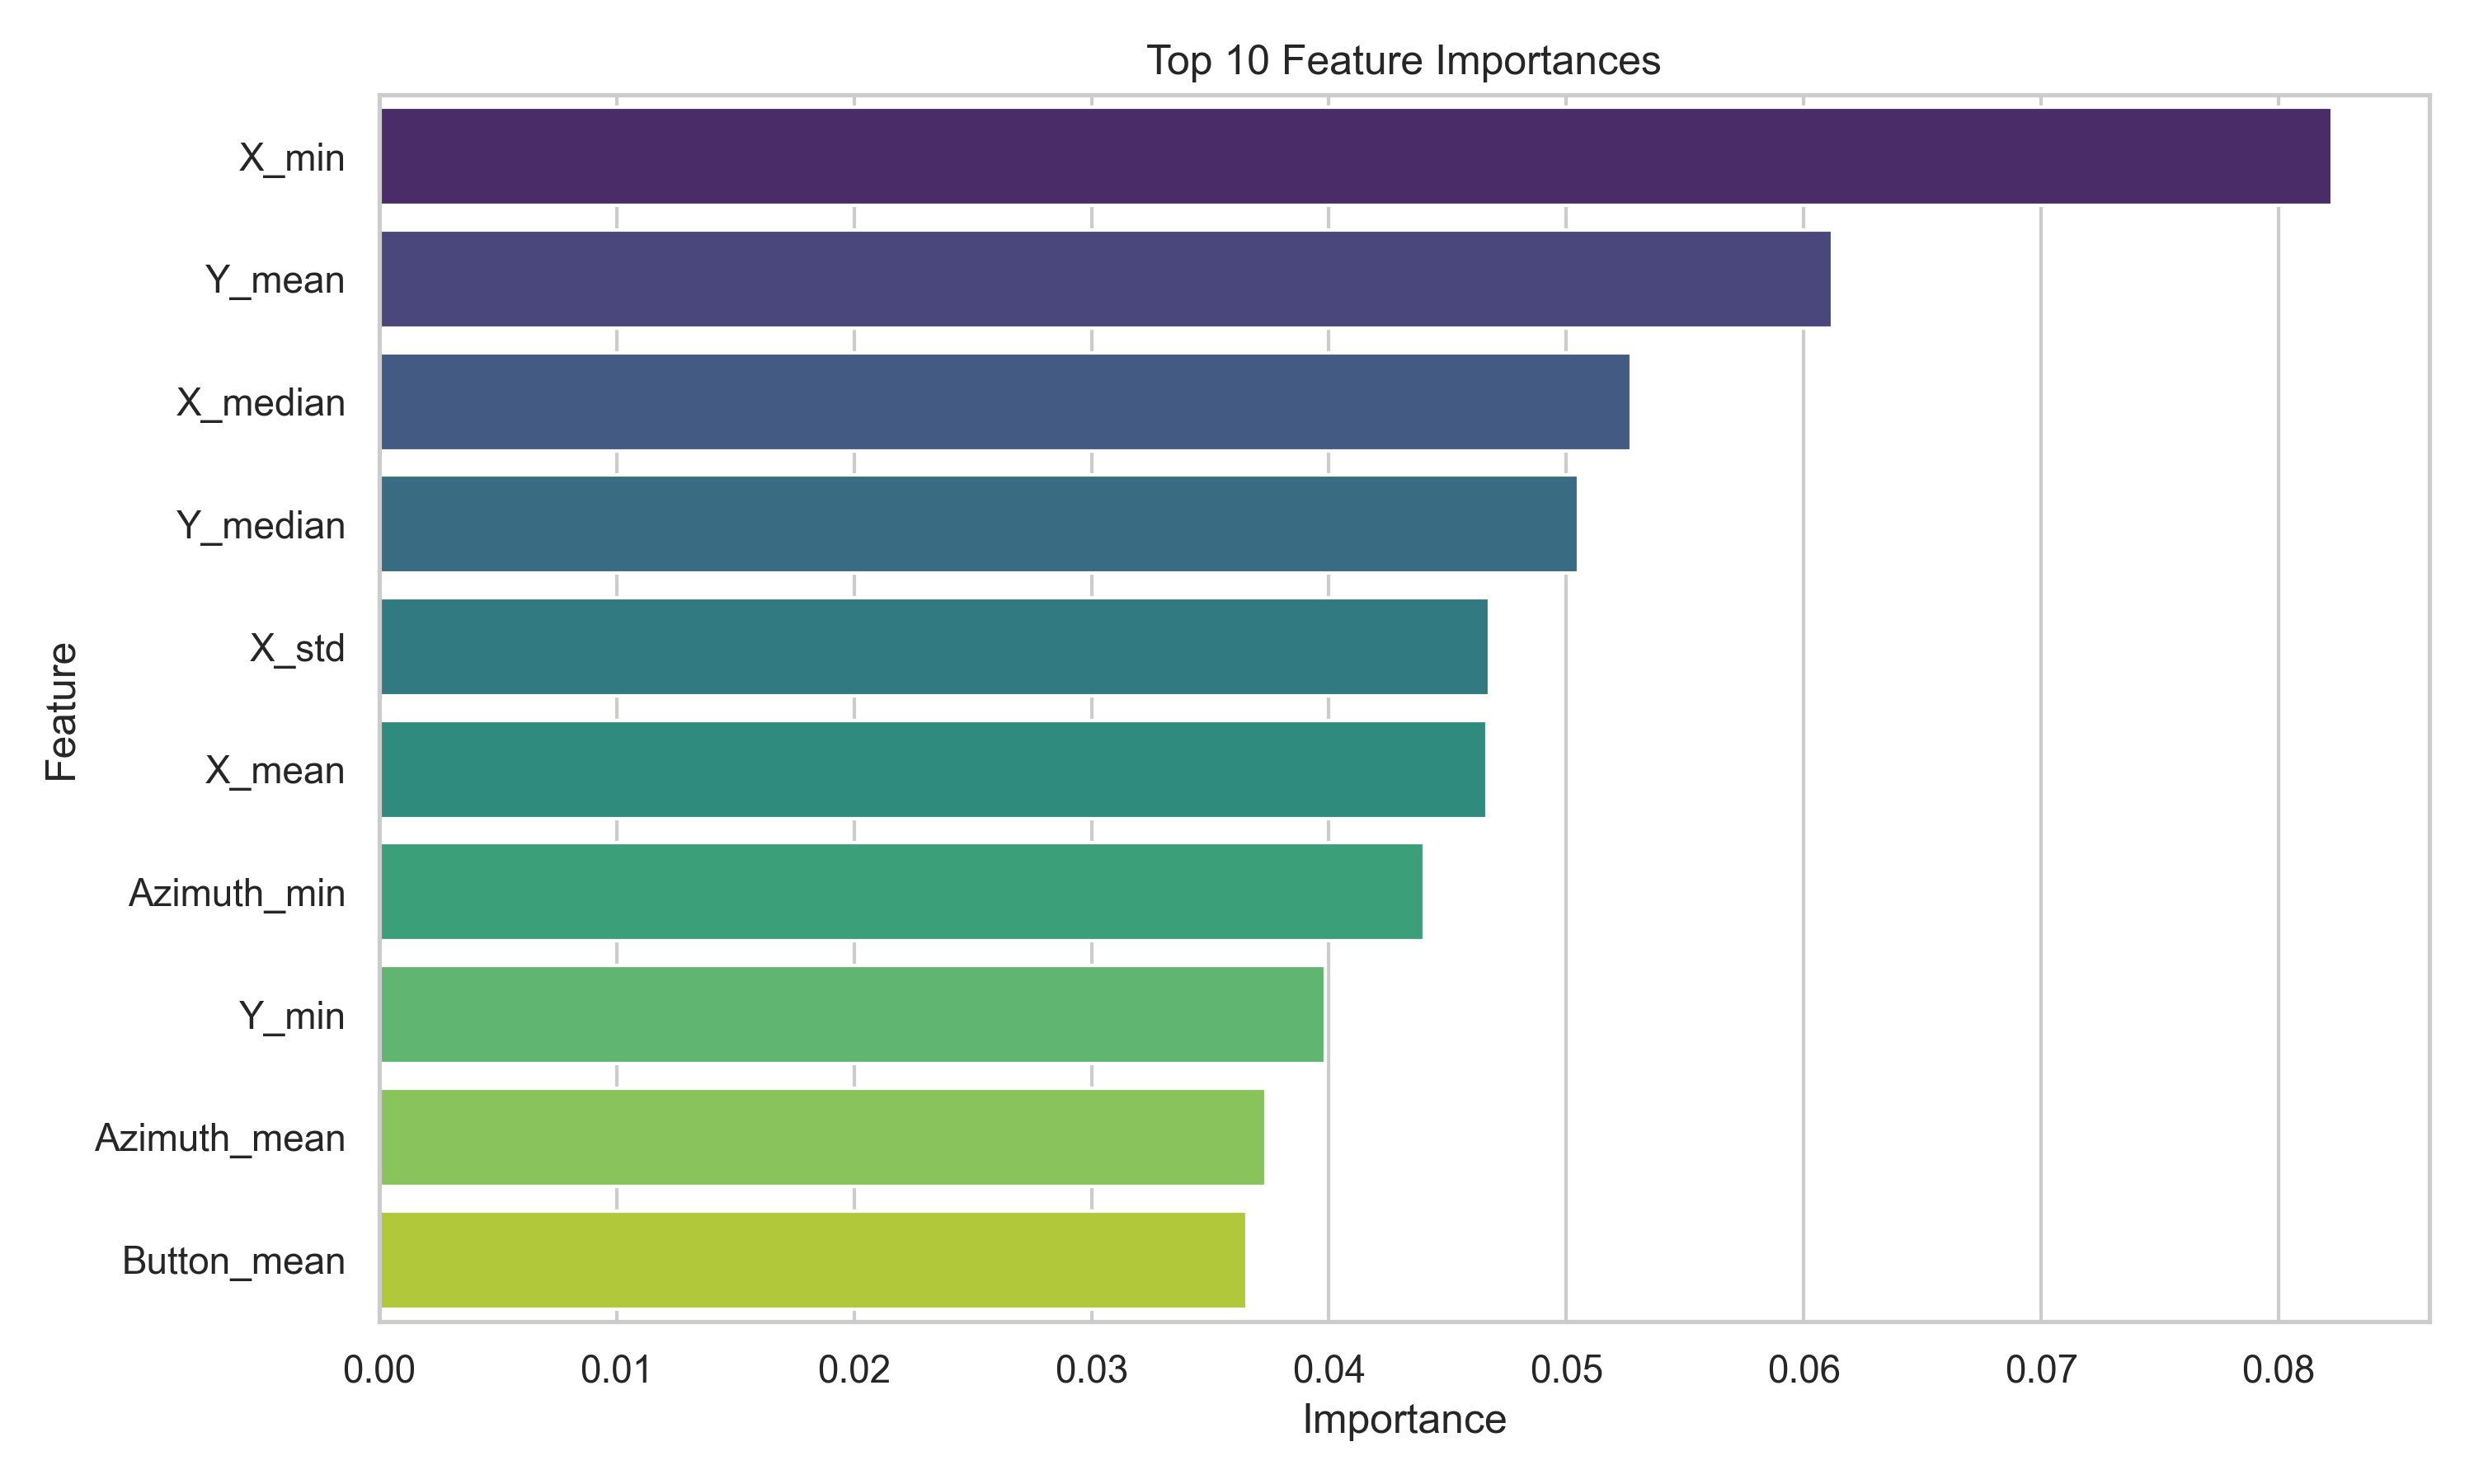 Top 10 Feature Importances
X_min
Y_mean
X_median
Y_median
X_std
X_mean
Azimuth_min
Y_min
Azimuth_mean
Button_mean
Feature
0.00 0.01 0.02 0.03 0.04 0.05 0.06 0.07 0.08
Importance